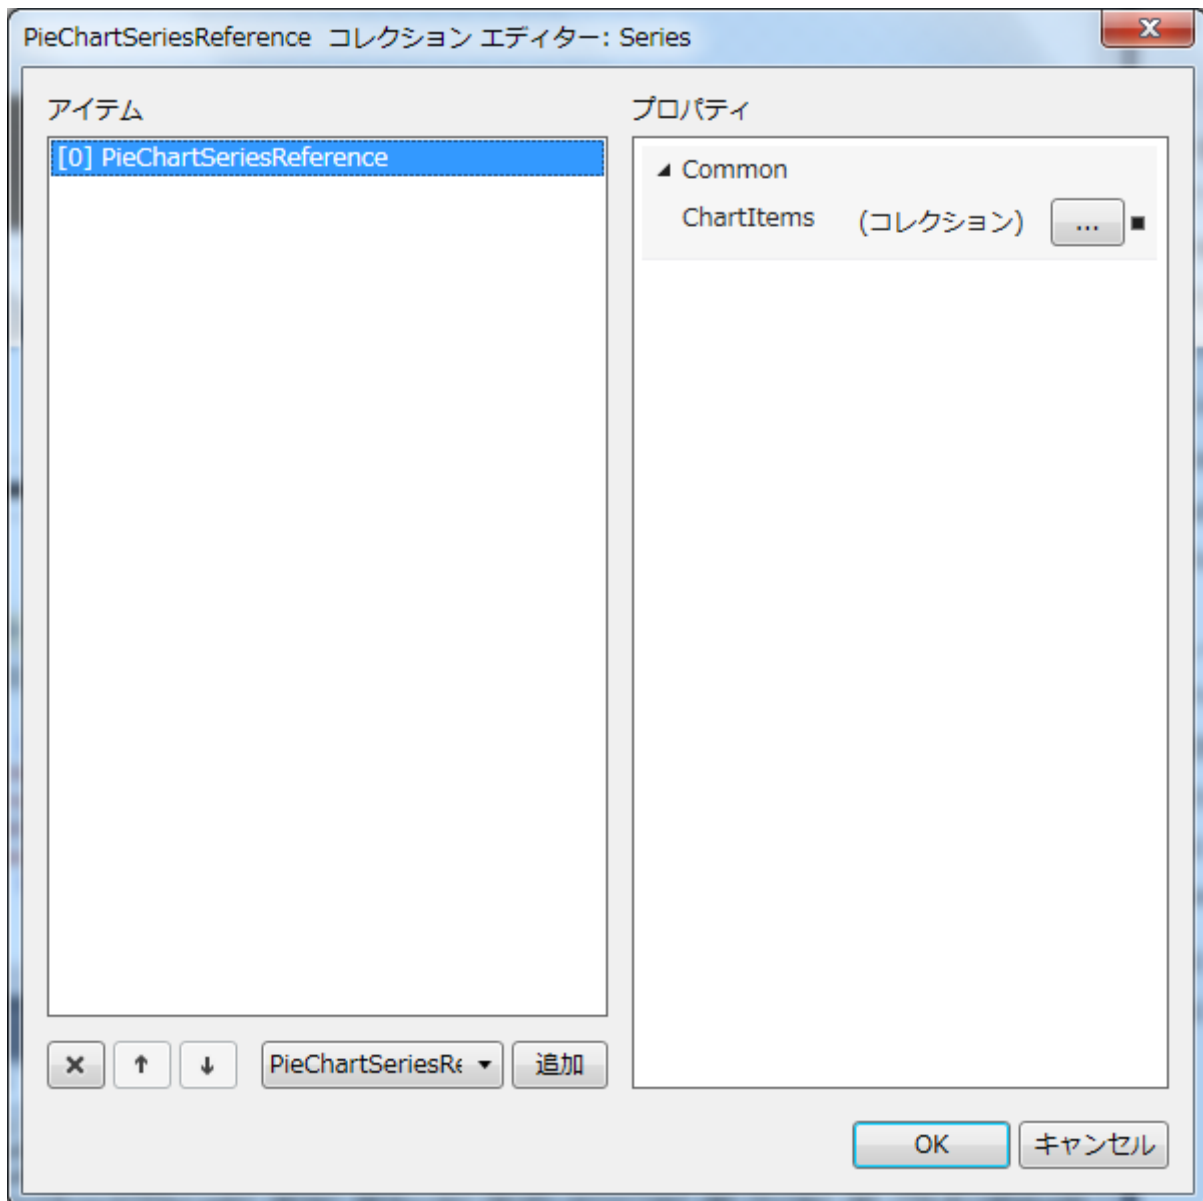 PieChartSeriesReference コレクション エディター: Series
アイテム
[0] PieChartSeriesReference
PieChartSeriesRe
追加
プロパティ
Common
ChartItems (コレクション) ...
OK キャンセル